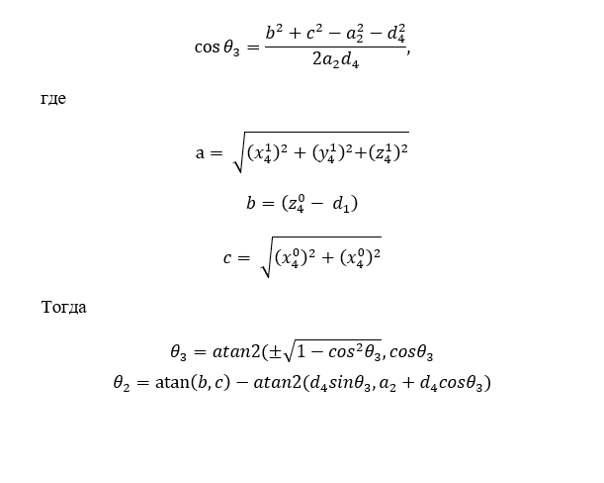 cos θ₃ = (b² + c² − a₂² − d₄²) / (2a₂d₄),
где
a = √((x₄¹)² + (y₄¹)²+(z₄¹)²)
b = (z₄⁰ − d₁)
c = √((x₄⁰)² + (x₄⁰)²)
Тогда
θ₃ = atan2(±√(1 − cos²θ₃), cosθ₃
θ₂ = atan(b, c) − atan2(d₄sinθ₃, a₂ + d₄cosθ₃)